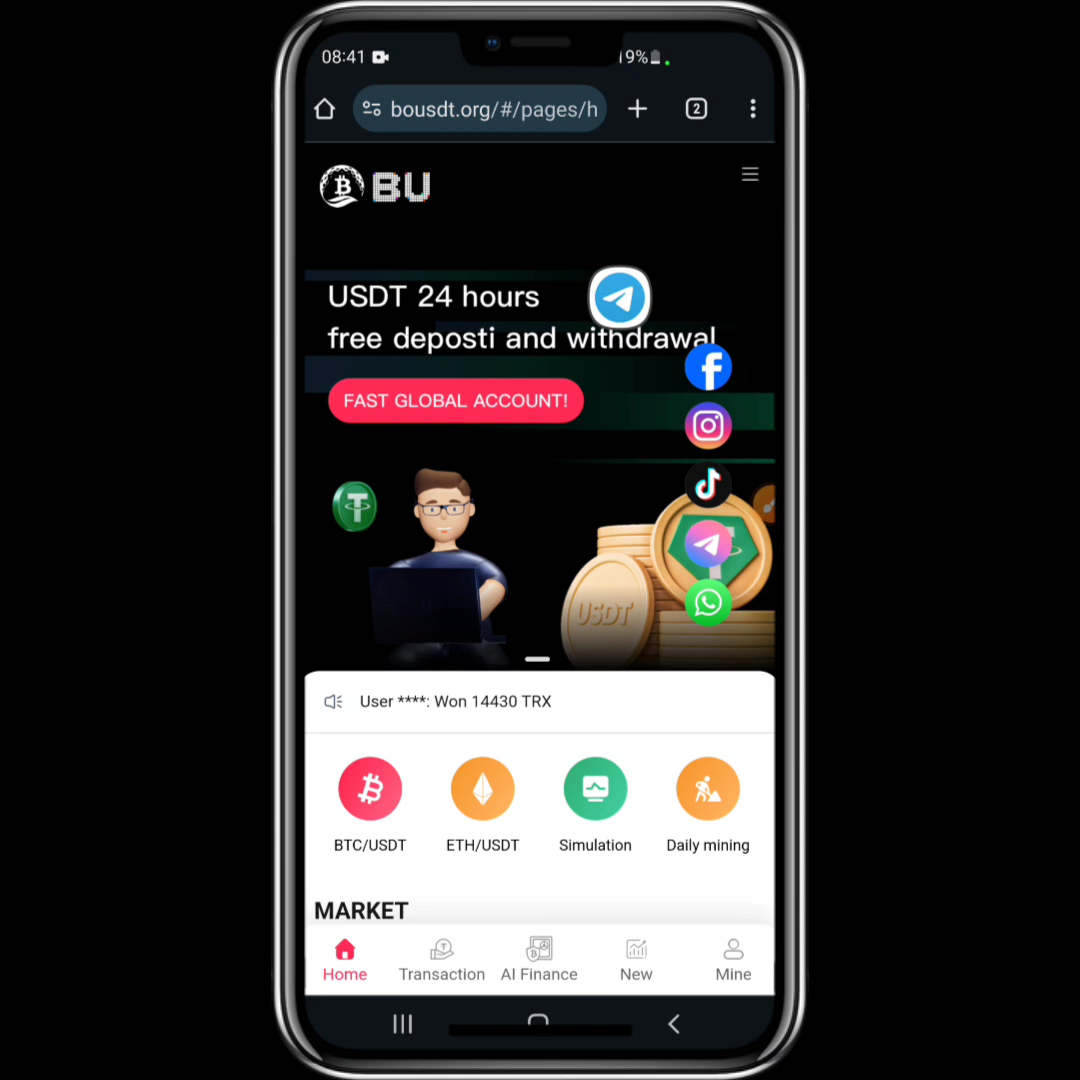 08:41
19%
bousdt.org/#/pages/h
2
BU
USDT 24 hours
free deposti and withdrawal
FAST GLOBAL ACCOUNT!
USDT
User ****: Won 14430 TRX
BTC/USDT
ETH/USDT
Simulation
Daily mining
MARKET
Home
Transaction
AI Finance
New
Mine